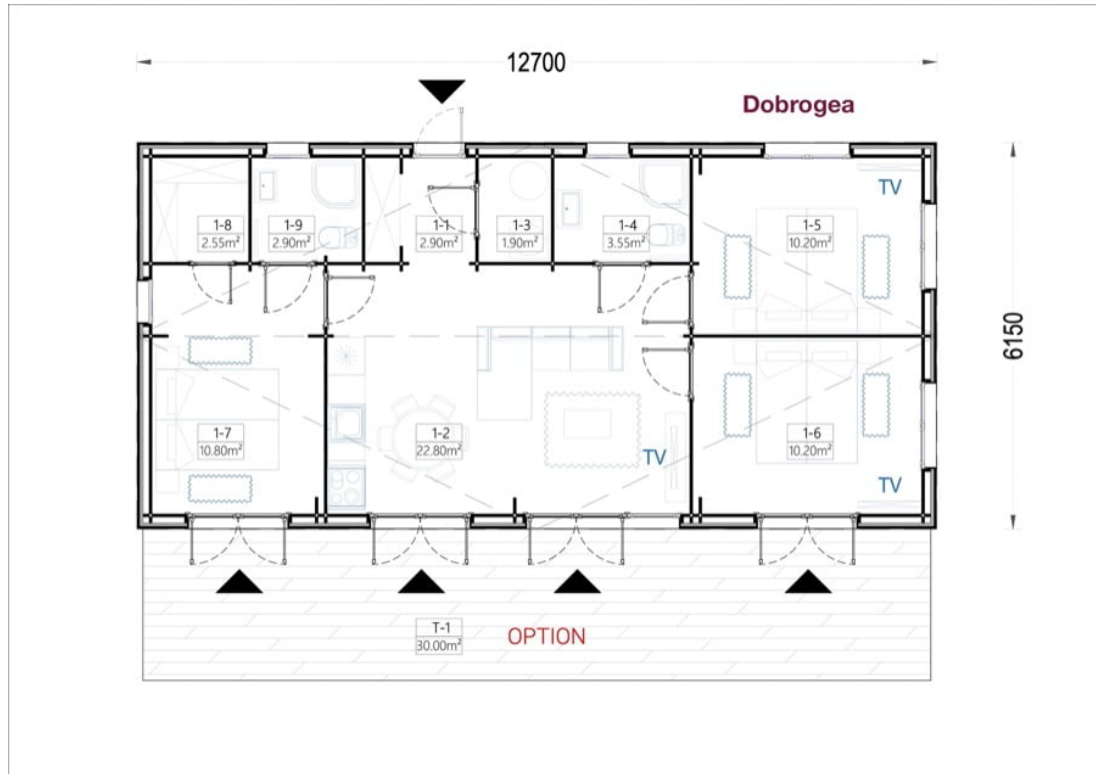 12700
Dobrogea
TV
1-8
2.55m²
1-9
2.90m²
1-1
2.90m²
1-3
1.90m²
1-4
3.55m²
1-5
10.20m²
6150
1-7
10.80m²
1-2
22.80m²
1-6
10.20m²
TV
TV
T-1
30.00m²
OPTION